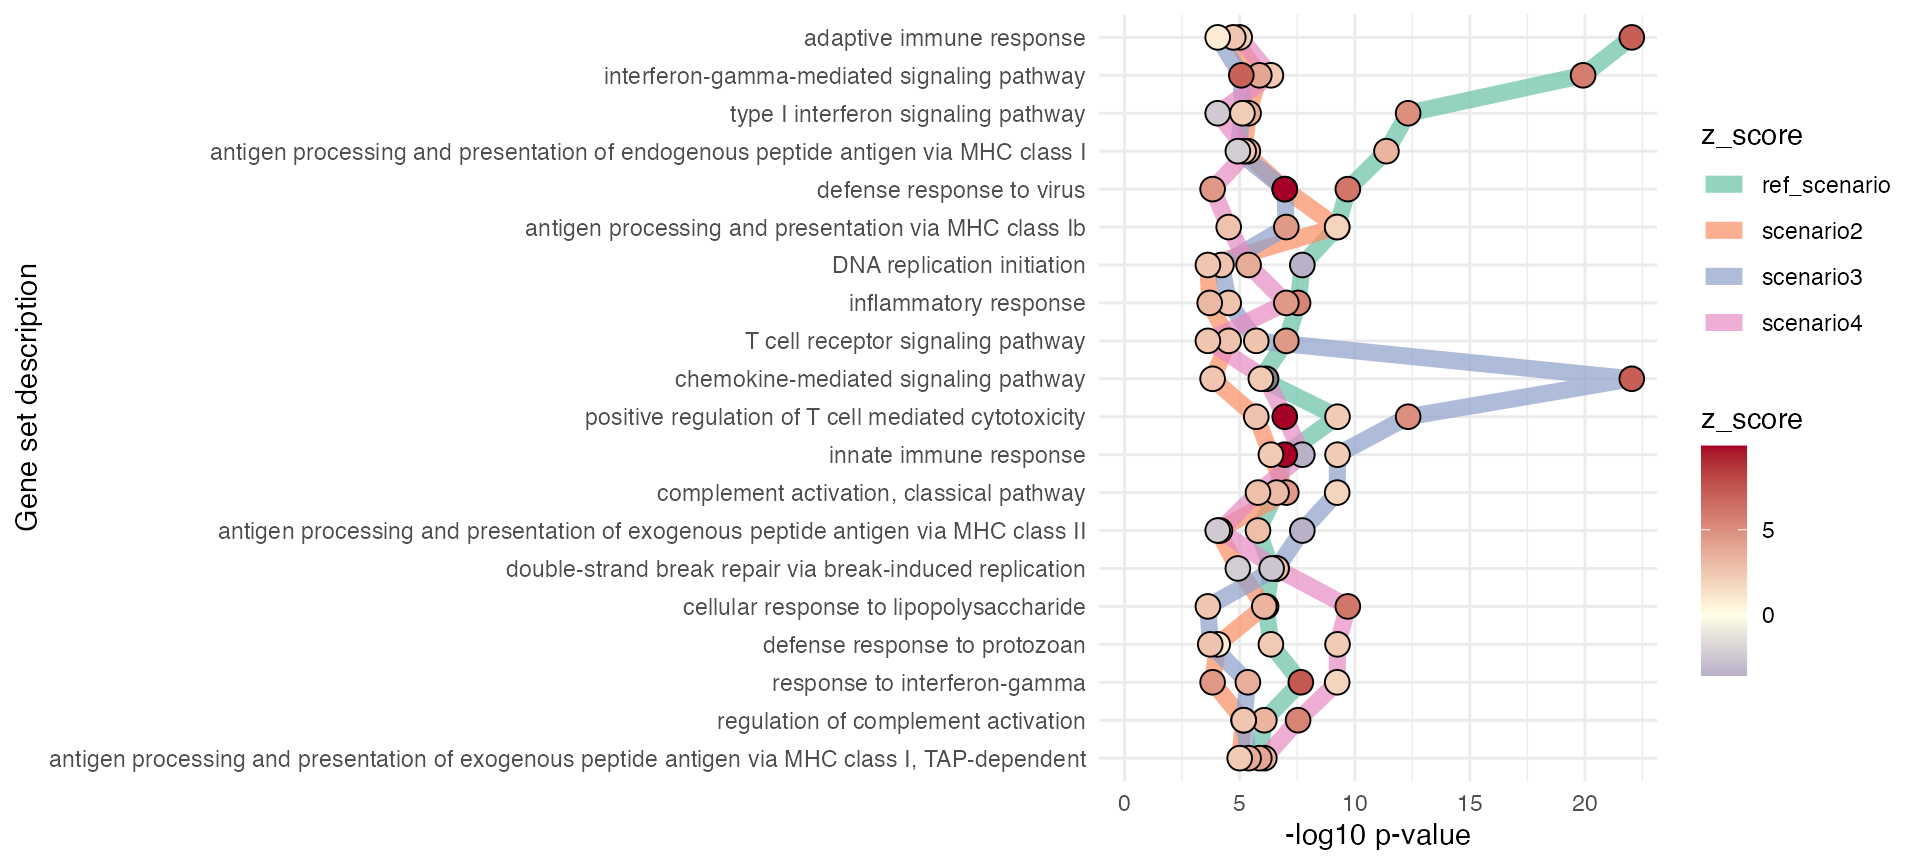 adaptive immune response
interferon-gamma-mediated signaling pathway
type I interferon signaling pathway
antigen processing and presentation of endogenous peptide antigen via MHC class I
defense response to virus
antigen processing and presentation via MHC class Ib
DNA replication initiation
inflammatory response
T cell receptor signaling pathway
chemokine-mediated signaling pathway
positive regulation of T cell mediated cytotoxicity
innate immune response
complement activation, classical pathway
antigen processing and presentation of exogenous peptide antigen via MHC class II
double-strand break repair via break-induced replication
cellular response to lipopolysaccharide
defense response to protozoan
response to interferon-gamma
regulation of complement activation
antigen processing and presentation of exogenous peptide antigen via MHC class I, TAP-dependent
Gene set description
0 5 10 15 20
-log10 p-value
z_score
ref_scenario
scenario2
scenario3
scenario4
z_score
5
0